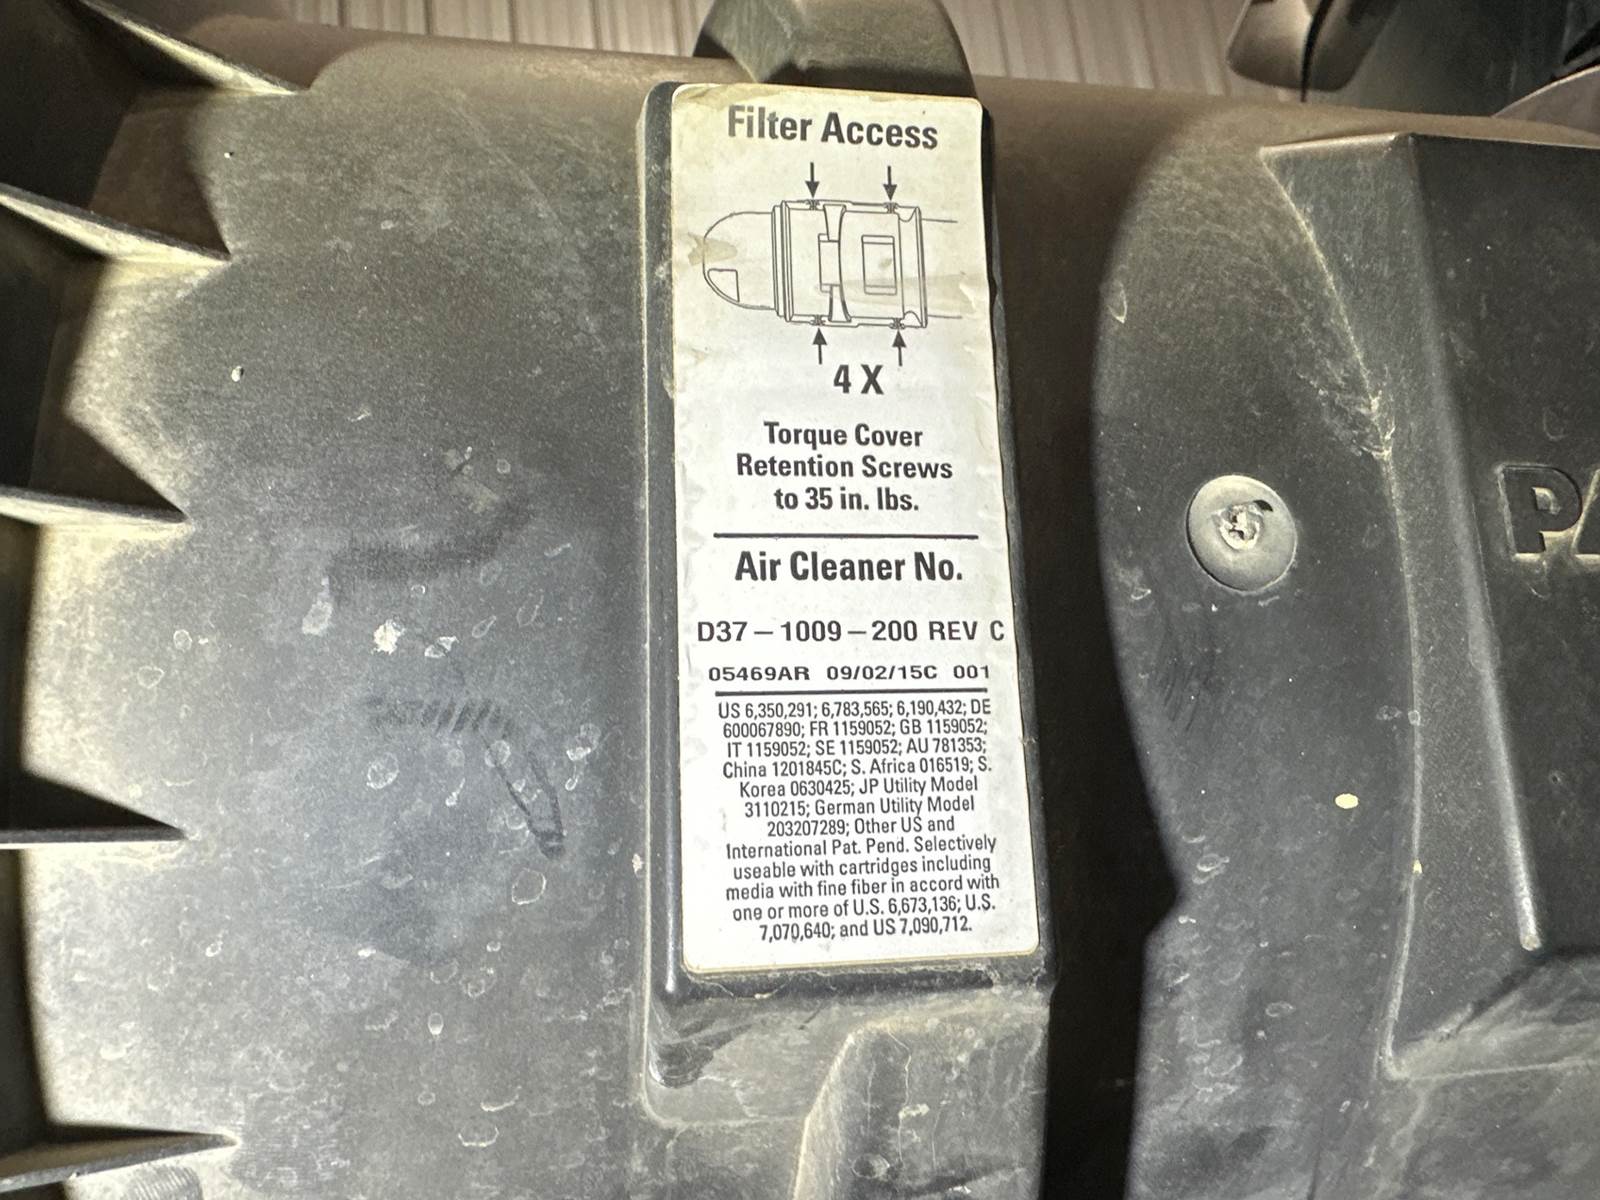 Filter Access
4 X
Torque Cover
Retention Screws
to 35 in. lbs.
Air Cleaner No.
D37 – 1009 – 200 REV C
05469AR 09/02/15C 001
US 6,350,291; 6,783,565; 6,190,432; DE
600067890; FR 1159052; GB 1159052;
IT 1159052; SE 1159052; AU 781353;
China 1201845C; S. Africa 016519; S.
Korea 0630425; JP Utility Model
3110215; German Utility Model
203207289; Other US and
International Pat. Pend. Selectively
useable with cartridges including
media with fine fiber in accord with
one or more of U.S. 6,673,136; U.S.
7,070,640; and US 7,090,712.